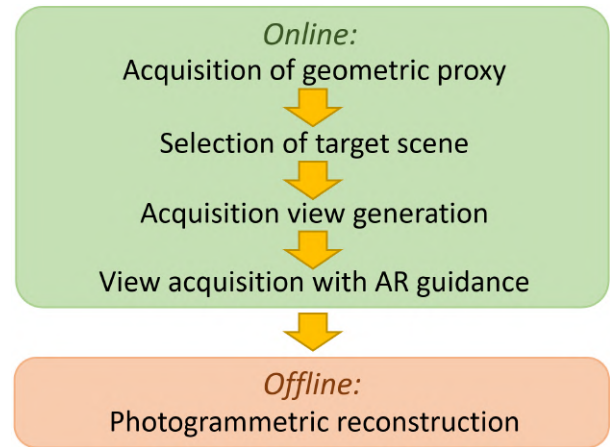 Online:
Acquisition of geometric proxy
Selection of target scene
Acquisition view generation
View acquisition with AR guidance
Offline:
Photogrammetric reconstruction